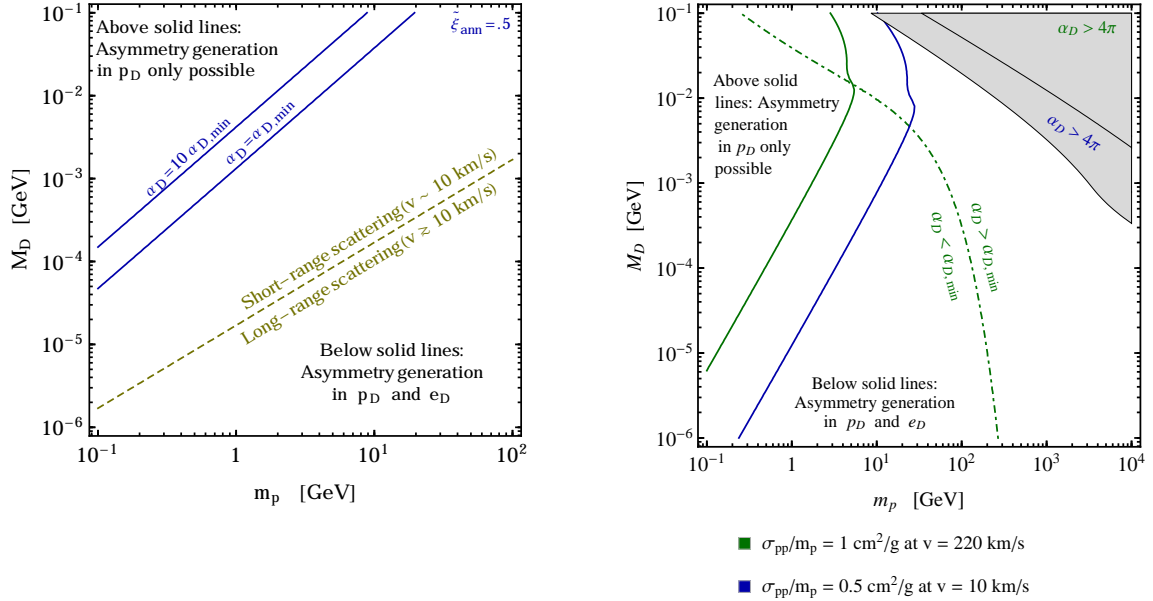 Above solid lines:
Asymmetry generation
in p_D only possible
ξ̃_ann = .5
α_D = 10 α_D,min
α_D = α_D,min
Short-range scattering (v ~ 10 km/s)
Long-range scattering (v ≳ 10 km/s)
Below solid lines:
Asymmetry generation
in p_D and e_D
10^-1
10^-2
10^-3
10^-4
10^-5
10^-6
M_D [GeV]
10^-1 1 10^1 10^2
m_p [GeV]
α_D > 4π
α_D > 4π
Above solid
lines: Asymmetry
generation
in p_D only
possible
α_D > α_D,min
α_D < α_D,min
Below solid lines:
Asymmetry generation
in p_D and e_D
10^-1
10^-2
10^-3
10^-4
10^-5
10^-6
M_D [GeV]
10^-1 1 10^1 10^2 10^3 10^4
m_p [GeV]
σ_pp/m_p = 1 cm^2/g at v = 220 km/s
σ_pp/m_p = 0.5 cm^2/g at v = 10 km/s